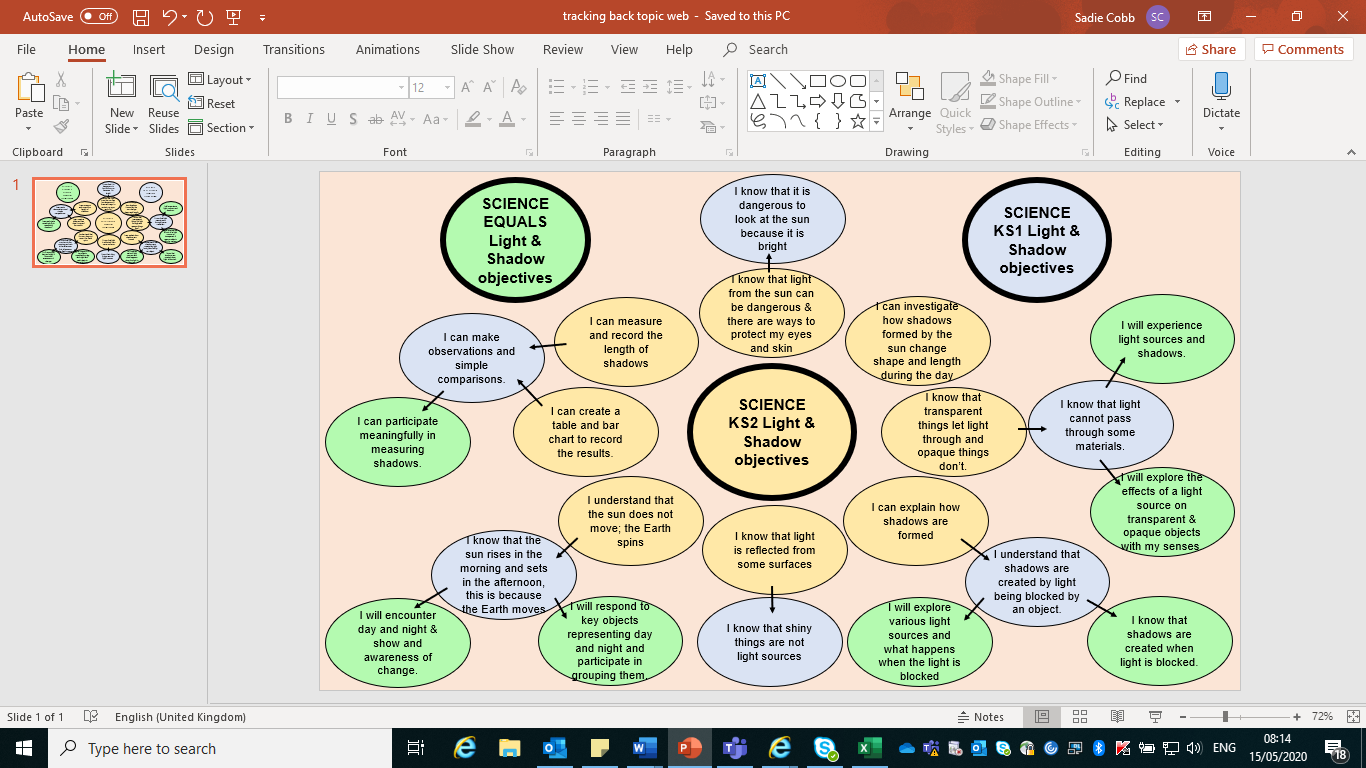 AutoSave Off
tracking back topic web - Saved to this PC
Sadie Cobb SC
File Home Insert Design Transitions Animations Slide Show Review View Help Search
Share Comments
Paste
New Slide
Reuse Slides
Layout
Reset
Section
12
Arrange
Quick Styles
Shape Fill
Shape Outline
Shape Effects
Find
Replace
Select
Dictate
Clipboard Slides Font Paragraph Drawing Editing Voice
1
SCIENCE
EQUALS
Light &
Shadow
objectives
I know that it is
dangerous to
look at the sun
because it is
bright
SCIENCE
KS1 Light &
Shadow
objectives
I know that light
from the sun can
be dangerous &
there are ways to
protect my eyes
and skin
I can make
observations and
simple
comparisons.
I can measure
and record the
length of
shadows
I can investigate
how shadows
formed by the
sun change
shape and length
during the day.
I will experience
light sources and
shadows.
I can participate
meaningfully in
measuring
shadows.
I can create a
table and bar
chart to record
the results.
SCIENCE
KS2 Light &
Shadow
objectives
I know that
transparent
things let light
through and
opaque things
don't.
I know that light
cannot pass
through some
materials.
I will explore the
effects of a light
source on
transparent &
opaque objects
with my senses
I understand that
the sun does not
move; the Earth
spins
I know that the
sun rises in the
morning and sets
in the afternoon,
this is because
the Earth moves
I know that light
is reflected from
some surfaces
I can explain how
shadows are
formed
I understand that
shadows are
created by light
being blocked by
an object.
I will encounter
day and night &
show and
awareness of
change.
I will respond to
key objects
representing day
and night and
participate in
grouping them.
I know that shiny
things are not
light sources
I will explore
various light
sources and
what happens
when the light is
blocked
I know that
shadows are
created when
light is blocked.
Slide 1 of 1 English (United Kingdom) Notes 72%
Type here to search
ENG
08:14
15/05/2020
18